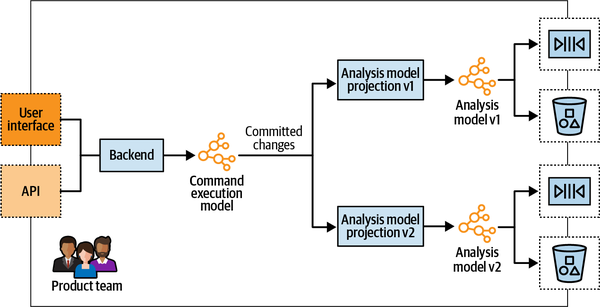 User
interface
API
Backend
Command
execution
model
Committed
changes
Analysis model
projection v1
Analysis
model v1
Analysis model
projection v2
Analysis
model v2
Product team